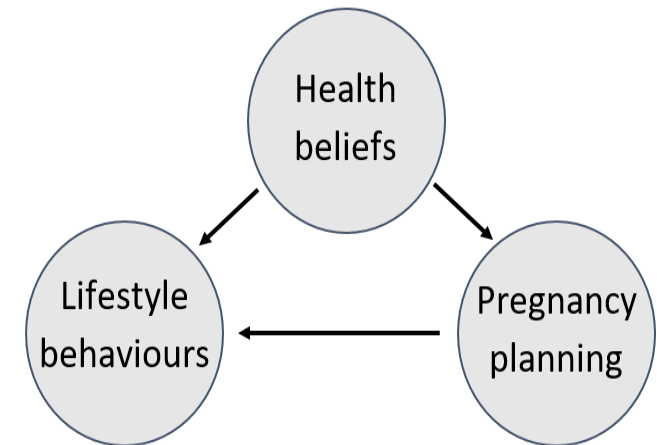 Health
beliefs
Lifestyle
behaviours
Pregnancy
planning